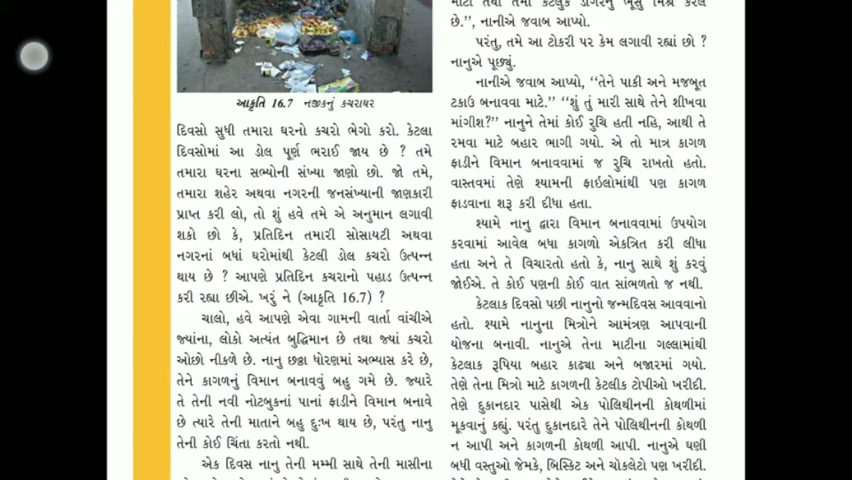 આકૃતિ 16.7 નજીકનું કચરાઘર
દિવસો સુધી તમારા ઘરનો કચરો ભેગો કરો. કેટલા
દિવસોમાં આ ડોલ પૂર્ણ ભરાઈ જાય છે ? તમે
તમારા ઘરના સભ્યોની સંખ્યા જાણો છો. જો તમે,
તમારા શહેર અથવા નગરની જનસંખ્યાની જાણકારી
પ્રાપ્ત કરી લો, તો શું હવે તમે એ અનુમાન લગાવી
શકો છો કે, પ્રતિદિન તમારી સોસાયટી અથવા
નગરનાં બધાં ઘરોમાંથી કેટલી ડોલ કચરો ઉત્પન્ન
થાય છે ? આપણે પ્રતિદિન કચરાનો પહાડ ઉત્પન્ન
કરી રહ્યા છીએ. ખરું ને (આકૃતિ 16.7) ?
ચાલો, હવે આપણે એવા ગામની વાર્તા વાંચીએ
જ્યાંના, લોકો અત્યંત બુદ્ધિમાન છે તથા જ્યાં કચરો
ઓછો નીકળે છે. નાનુ છઠ્ઠા ધોરણમાં અભ્યાસ કરે છે,
તેને કાગળનું વિમાન બનાવવું બહુ ગમે છે. જ્યારે
તે તેની નવી નોટબુકનાં પાનાં ફાડીને વિમાન બનાવે
છે ત્યારે તેની માતાને બહુ દુઃખ થાય છે, પરંતુ નાનુ
તેની કોઈ ચિંતા કરતો નથી.
એક દિવસ નાનુ તેની મમ્મી સાથે તેની માસીના
છે.", નાનીએ જવાબ આપ્યો.
પરંતુ, તમે આ ટોકરી પર કેમ લગાવી રહ્યાં છો ?
નાનુએ પૂછ્યું.
નાનીએ જવાબ આપ્યો, "તેને પાકી અને મજબૂત
ટકાઉ બનાવવા માટે." "શું તું મારી સાથે તેને શીખવા
માંગીશ?" નાનુને તેમાં કોઈ રુચિ હતી નહિ, આથી તે
રમવા માટે બહાર ભાગી ગયો. એ તો માત્ર કાગળ
ફાડીને વિમાન બનાવવામાં જ રુચિ રાખતો હતો.
વાસ્તવમાં તેણે શ્યામની ફાઇલોમાંથી પણ કાગળ
ફાડવાના શરૂ કરી દીધા હતા.
શ્યામે નાનુ દ્વારા વિમાન બનાવવામાં ઉપયોગ
કરવામાં આવેલ બધા કાગળો એકત્રિત કરી લીધા
હતા અને તે વિચારતો હતો કે, નાનુ સાથે શું કરવું
જોઈએ. તે કોઈ પણની કોઈ વાત સાંભળતો જ નથી.
કેટલાક દિવસો પછી નાનુનો જન્મદિવસ આવવાનો
હતો. શ્યામે નાનુના મિત્રોને આમંત્રણ આપવાની
યોજના બનાવી. નાનુએ તેના માટીના ગલ્લામાંથી
કેટલાક રૂપિયા બહાર કાઢ્યા અને બજારમાં ગયો.
તેણે તેના મિત્રો માટે કાગળની કેટલીક ટોપીઓ ખરીદી.
તેણે દુકાનદાર પાસેથી એક પોલિથીનની કોથળીમાં
મૂકવાનું કહ્યું. પરંતુ દુકાનદારે તેને પોલિથીનની કોથળી
ન આપી અને કાગળની કોથળી આપી. નાનુએ ઘણી
બધી વસ્તુઓ જેમકે, બિસ્કિટ અને ચોકલેટો પણ ખરીદી.